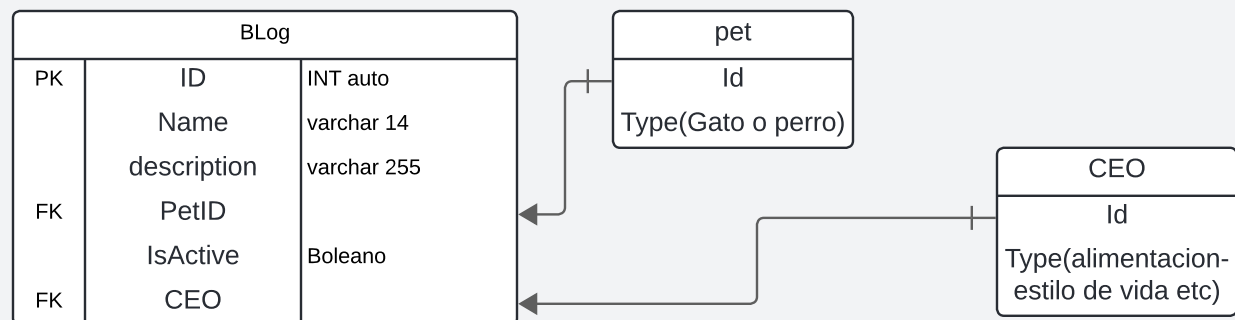 BLog
PK ID INT auto
Name varchar 14
description varchar 255
FK PetID
IsActive Boleano
FK CEO
pet
Id
Type(Gato o perro)
CEO
Id
Type(alimentacion-
estilo de vida etc)